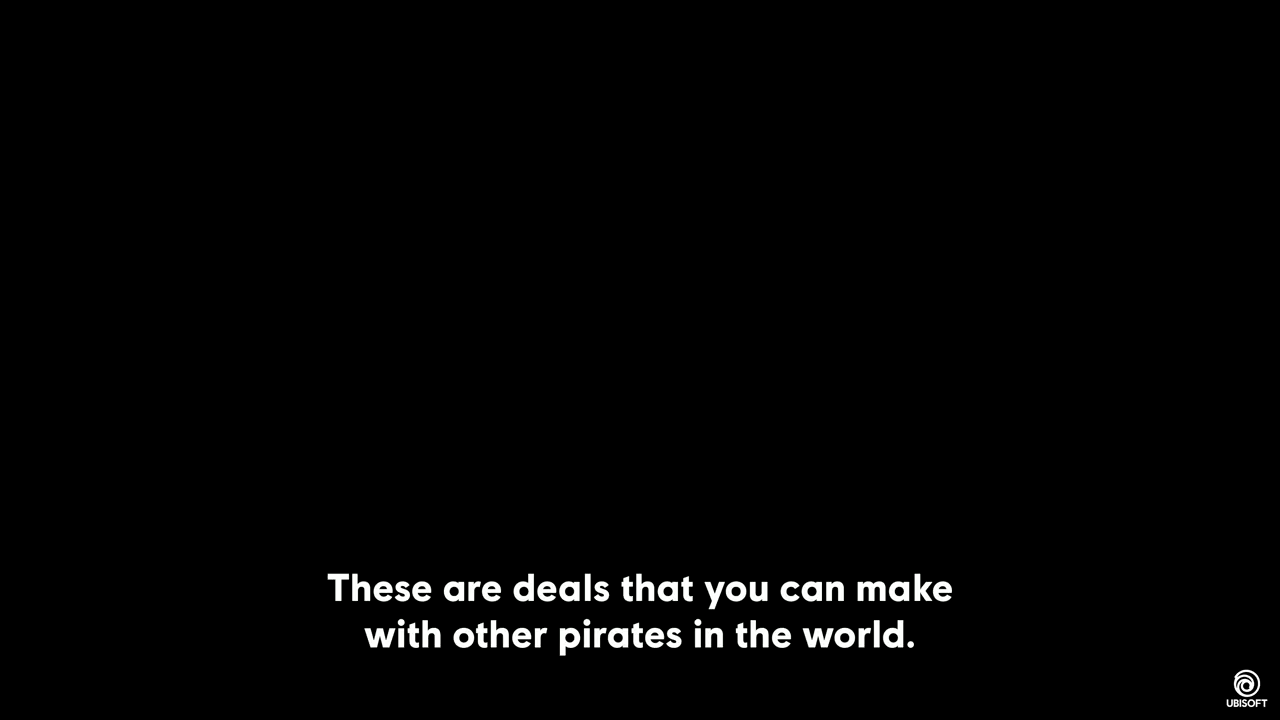 These are deals that you can make
with other pirates in the world.
UBISOFT